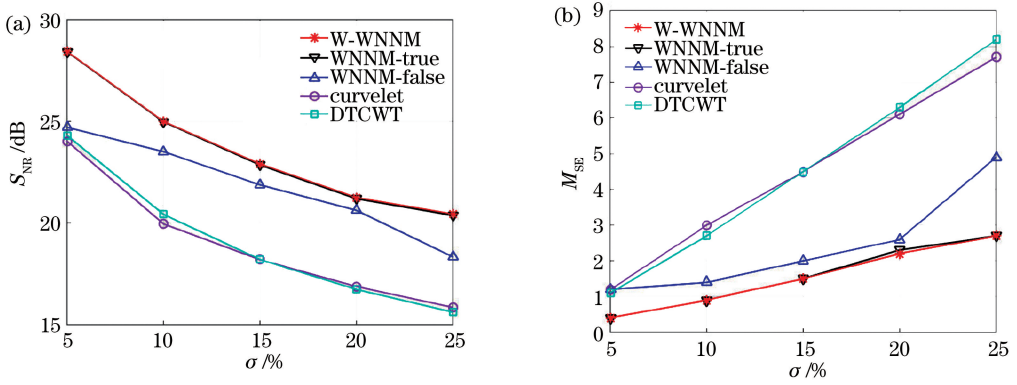 (a)
30
25
20
15
S_NR /dB
5 10 15 20 25
σ /%
W-WNNM
WNNM-true
WNNM-false
curvelet
DTCWT
(b)
9
8
7
6
5
4
3
2
1
0
M_SE
5 10 15 20 25
σ /%
W-WNNM
WNNM-true
WNNM-false
curvelet
DTCWT